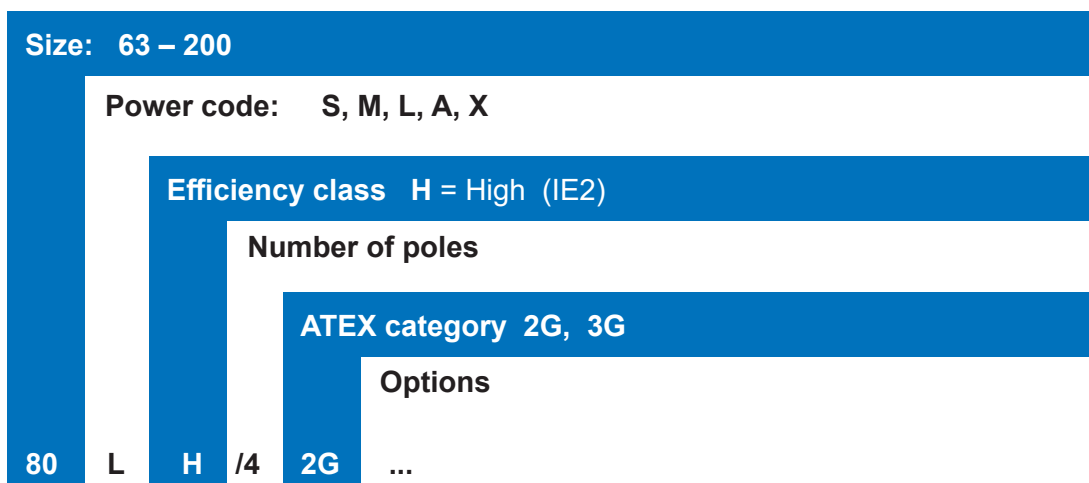 Size: 63 – 200
Power code: S, M, L, A, X
Efficiency class H = High (IE2)
Number of poles
ATEX category 2G, 3G
Options
80 L H /4 2G ...